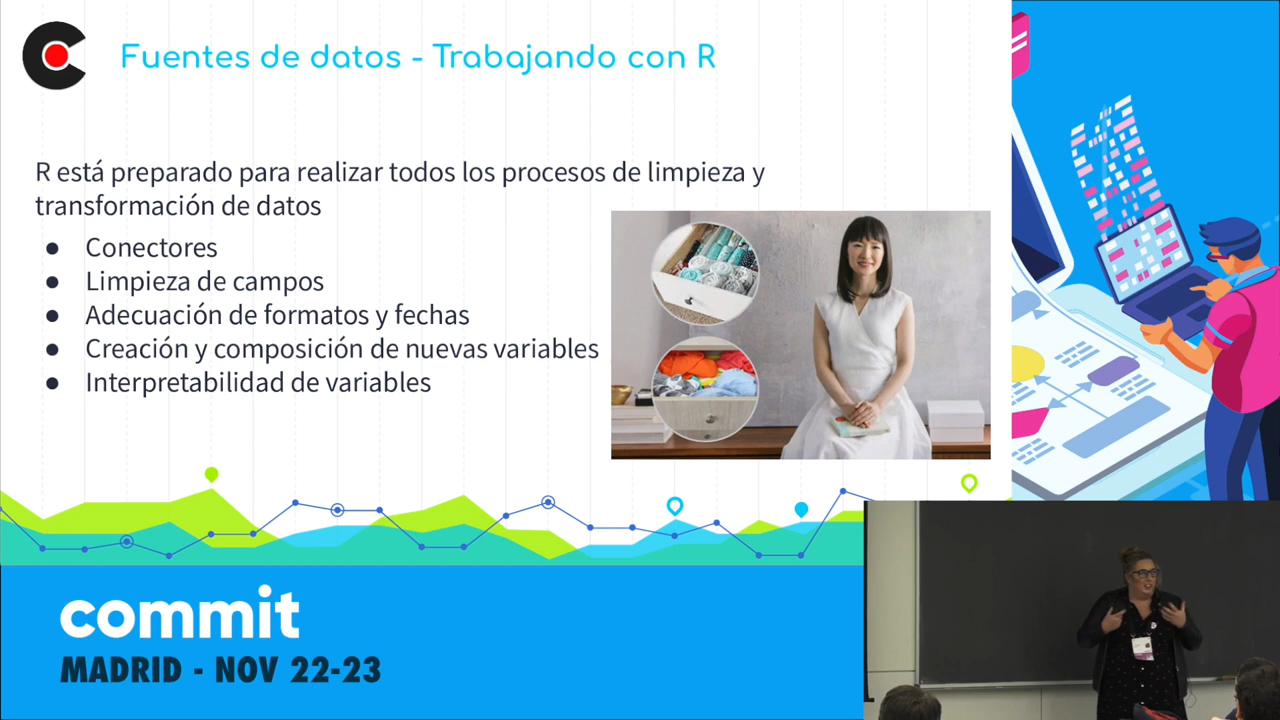 Fuentes de datos - Trabajando con R
R está preparado para realizar todos los procesos de limpieza y
transformación de datos
● Conectores
● Limpieza de campos
● Adecuación de formatos y fechas
● Creación y composición de nuevas variables
● Interpretabilidad de variables
commit
MADRID - NOV 22-23